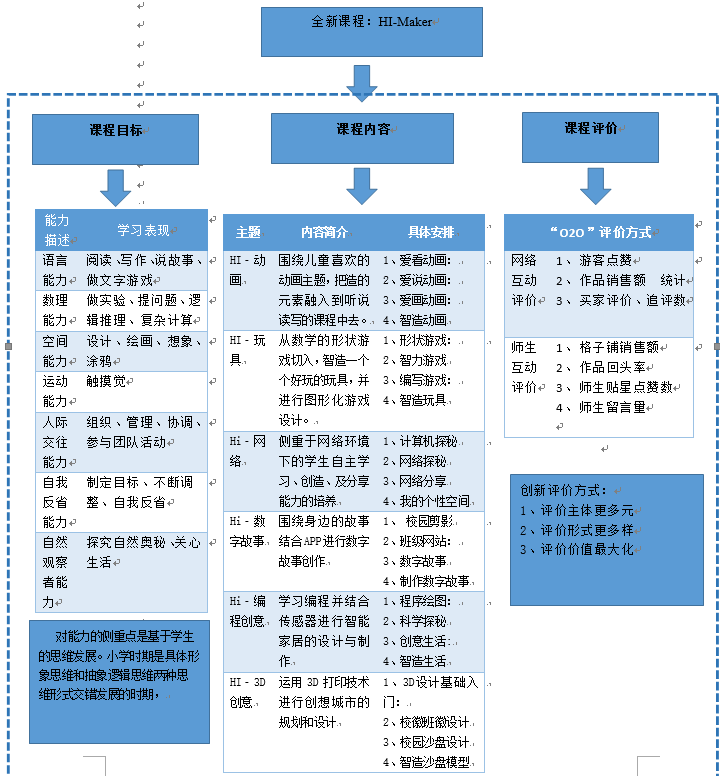 全新课程：HI-Maker
课程目标
课程内容
课程评价
能力
描述
学习表现
语言
能力
阅读、写作、说故事、
做文字游戏
数理
能力
做实验、提问题、逻
辑推理、复杂计算
空间
能力
设计、绘画、想象、
涂鸦
运动
能力
触摸觉
人际
交往
能力
组织、管理、协调、
参与团队活动
自我
反省
能力
制定目标、不断调
整、自我反省
自然
观察
者能
力
探究自然奥秘、关心
生活
对能力的侧重点是基于学生
的思维发展。小学时期是具体形
象思维和抽象逻辑思维两种思
维形式交错发展的时期，
主题
内容简介
具体安排
HI-动
画
围绕儿童喜欢的
动画主题，把造的
元素融入到听说
读写的课程中去。
1、爱看动画：
2、爱说动画：
3、爱画动画：
4、智造动画
HI-玩
具
从数学的形状游
戏切入，智造一个
个好玩的玩具，并
进行图形化游戏
设计。
1、形状游戏：
2、智力游戏
3、编写游戏：
4、智造玩具
Hi-网
络
侧重于网络环境
下的学生自主学
习、创造、及分享
能力的培养
1、计算机探秘
2、网络探秘
3、网络分享
4、我的个性空间
Hi-数
字故事
围绕身边的故事
结合APP进行数字
故事创作
1、 校园剪影
2、班级网站：
3、数字故事
4、制作数字故事
Hi-编
程创意
学习编程并结合
传感器进行智能
家居的设计与制
作
1、程序绘图：
2、科学探秘
3、创意生活：
4、智造生活
HI-3D
创意
运用3D打印技术
进行创想城市的
规划和设计
1、3D设计基础入
门：
2、校徽班徽设计
3、校园沙盘设计
4、智造沙盘模型
“O2O”评价方式
网络
互动
评价
1、 游客点赞
2、 作品销售额 统计
3、 买家评价、追评数
师生
互动
评价
1、 格子铺销售额
2、 作品回头率
3、 师生贴星点赞数
4、 师生留言量
创新评价方式：
1、评价主体更多元
2、评价形式更多样
3、评价价值最大化